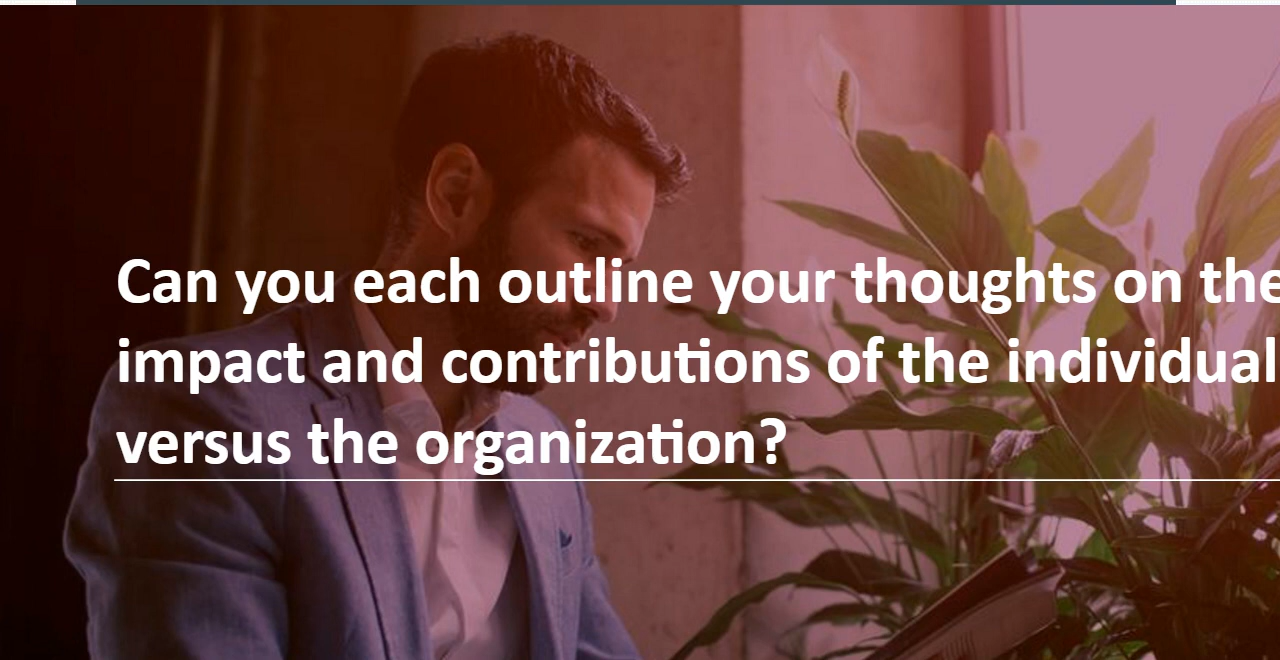 Can you each outline your thoughts on the
impact and contributions of the individual
versus the organization?